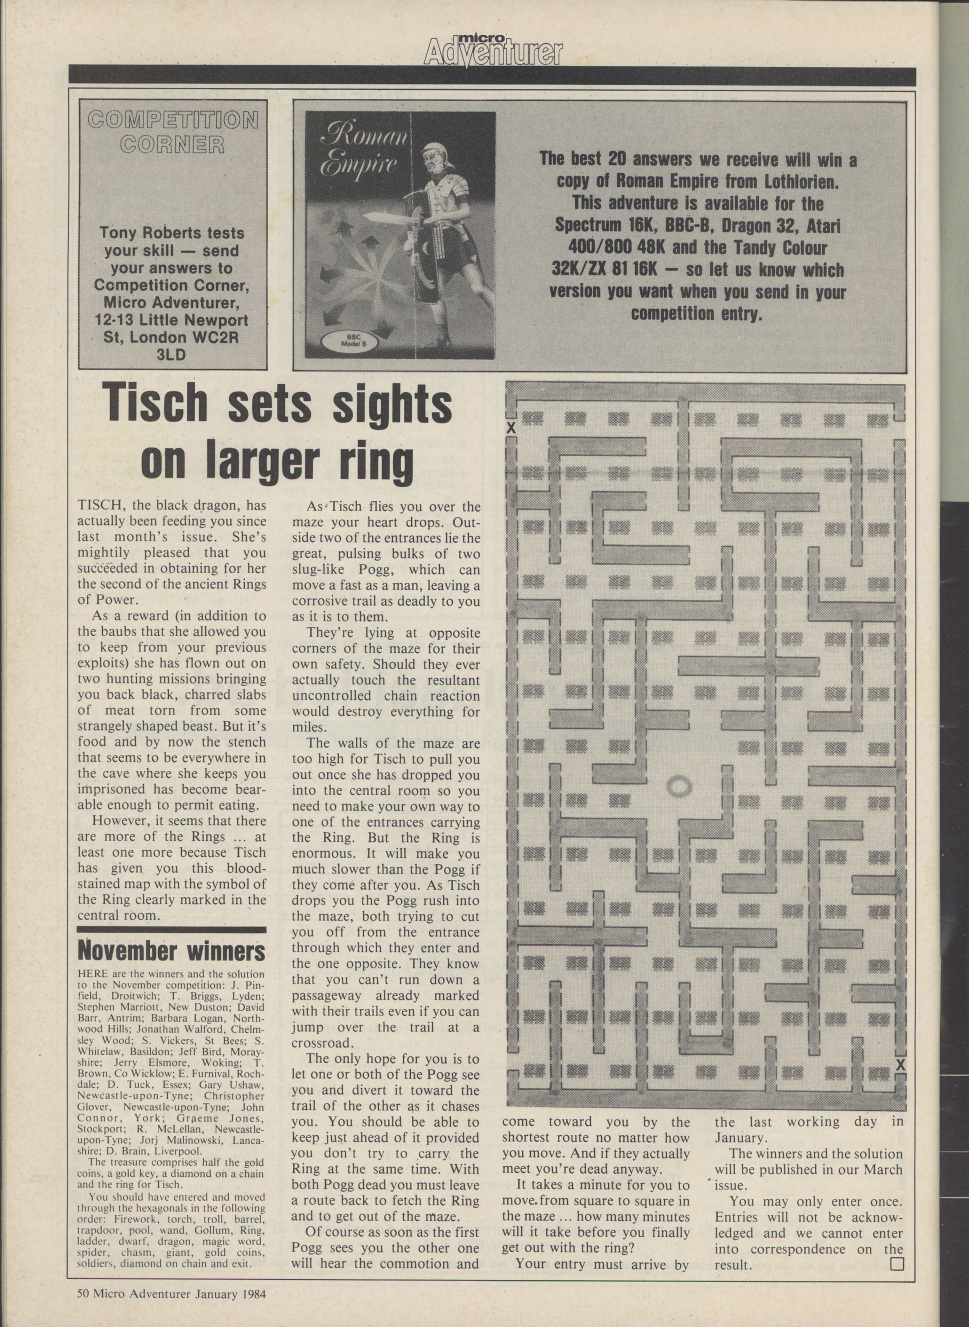 micro
Adventurer
COMPETITION
CORNER
Tony Roberts tests
your skill — send
your answers to
Competition Corner,
Micro Adventurer,
12-13 Little Newport
St, London WC2R
3LD
Roman
Empire
BBC
Model B
The best 20 answers we receive will win a
copy of Roman Empire from Lothlorien.
This adventure is available for the
Spectrum 16K, BBC-B, Dragon 32, Atari
400/800 48K and the Tandy Colour
32K/ZX 81 16K — so let us know which
version you want when you send in your
competition entry.
Tisch sets sights
on larger ring
TISCH, the black dragon, has
actually been feeding you since
last month's issue. She's
mightily pleased that you
succeeded in obtaining for her
the second of the ancient Rings
of Power.
As a reward (in addition to
the baubs that she allowed you
to keep from your previous
exploits) she has flown out on
two hunting missions bringing
you back black, charred slabs
of meat torn from some
strangely shaped beast. But it's
food and by now the stench
that seems to be everywhere in
the cave where she keeps you
imprisoned has become bear-
able enough to permit eating.
However, it seems that there
are more of the Rings ... at
least one more because Tisch
has given you this blood-
stained map with the symbol of
the Ring clearly marked in the
central room.
November winners
HERE are the winners and the solution
to the November competition: J. Pin-
field, Droitwich; T. Briggs, Lyden;
Stephen Marriott, New Duston; David
Barr, Antrim; Barbara Logan, North-
wood Hills; Jonathan Walford, Chelm-
sley Wood; S. Vickers, St Bees; S.
Whitelaw, Basildon; Jeff Bird, Moray-
shire; Jerry Elsmore, Woking; T.
Brown, Co Wicklow; E. Furnival, Roch-
dale; D. Tuck, Essex; Gary Ushaw,
Newcastle-upon-Tyne; Christopher
Glover, Newcastle-upon-Tyne; John
Connor, York; Graeme Jones,
Stockport; R. McLellan, Newcastle-
upon-Tyne; Jorj Malinowski, Lanca-
shire; D. Brain, Liverpool.
The treasure comprises half the gold
coins, a gold key, a diamond on a chain
and the ring for Tisch.
You should have entered and moved
through the hexagonals in the following
order: Firework, torch, troll, barrel,
trapdoor, pool, wand, Gollum, Ring,
ladder, dwarf, dragon, magic word,
spider, chasm, giant, gold coins,
soldiers, diamond on chain and exit.
As Tisch flies you over the
maze your heart drops. Out-
side two of the entrances lie the
great, pulsing bulks of two
slug-like Pogg, which can
move a fast as a man, leaving a
corrosive trail as deadly to you
as it is to them.
They're lying at opposite
corners of the maze for their
own safety. Should they ever
actually touch the resultant
uncontrolled chain reaction
would destroy everything for
miles.
The walls of the maze are
too high for Tisch to pull you
out once she has dropped you
into the central room so you
need to make your own way to
one of the entrances carrying
the Ring. But the Ring is
enormous. It will make you
much slower than the Pogg if
they come after you. As Tisch
drops you the Pogg rush into
the maze, both trying to cut
you off from the entrance
through which they enter and
the one opposite. They know
that you can't run down a
passageway already marked
with their trails even if you can
jump over the trail at a
crossroad.
The only hope for you is to
let one or both of the Pogg see
you and divert it toward the
trail of the other as it chases
you. You should be able to
keep just ahead of it provided
you don't try to carry the
Ring at the same time. With
both Pogg dead you must leave
a route back to fetch the Ring
and to get out of the maze.
Of course as soon as the first
Pogg sees you the other one
will hear the commotion and
X
X
come toward you by the
shortest route no matter how
you move. And if they actually
meet you're dead anyway.
It takes a minute for you to
move from square to square in
the maze ... how many minutes
will it take before you finally
get out with the ring?
Your entry must arrive by
the last working day in
January.
The winners and the solution
will be published in our March
issue.
You may only enter once.
Entries will not be acknow-
ledged and we cannot enter
into correspondence on the
result.
50 Micro Adventurer January 1984